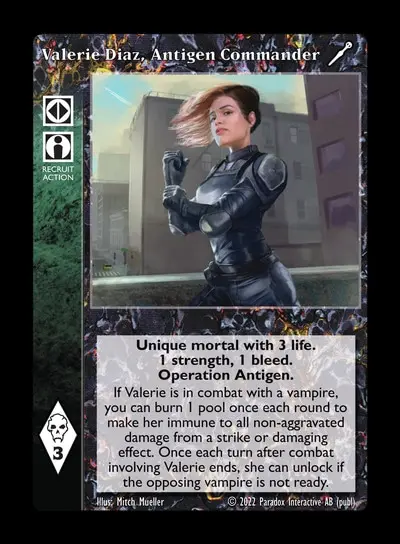 Valerie Diaz, Antigen Commander
RECRUIT
ACTION
Unique mortal with 3 life.
1 strength, 1 bleed.
Operation Antigen.
If Valerie is in combat with a vampire,
you can burn 1 pool once each round to
make her immune to all non-aggravated
damage from a strike or damaging
effect. Once each turn after combat
involving Valerie ends, she can unlock if
the opposing vampire is not ready.
3
Illus: Mitch Mueller
© 2022 Paradox Interactive AB (publ)